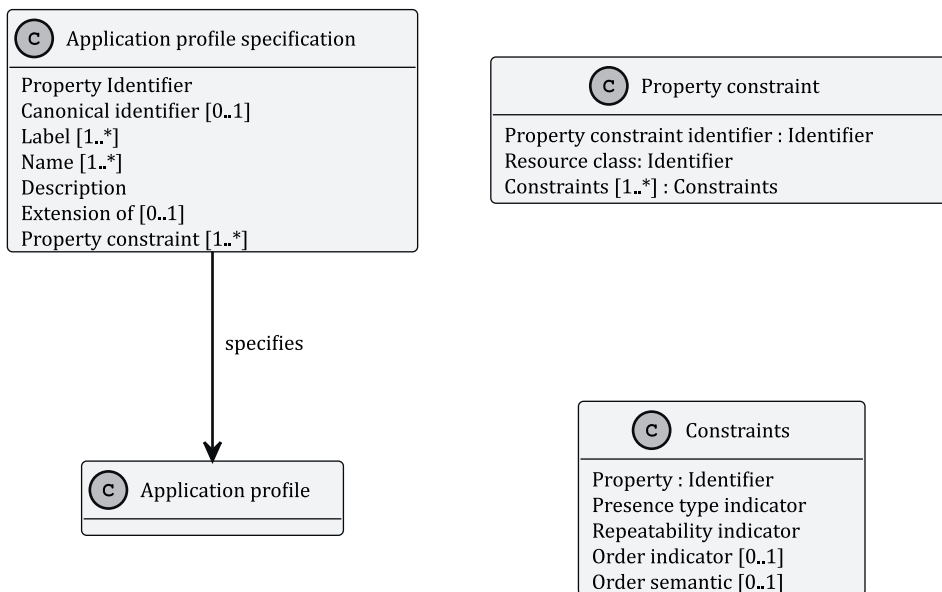 C Application profile specification
Property Identifier
Canonical identifier [0..1]
Label [1..*]
Name [1..*]
Description
Extension of [0..1]
Property constraint [1..*]
C Property constraint
Property constraint identifier : Identifier
Resource class: Identifier
Constraints [1..*] : Constraints
specifies
C Application profile
C Constraints
Property : Identifier
Presence type indicator
Repeatability indicator
Order indicator [0..1]
Order semantic [0..1]